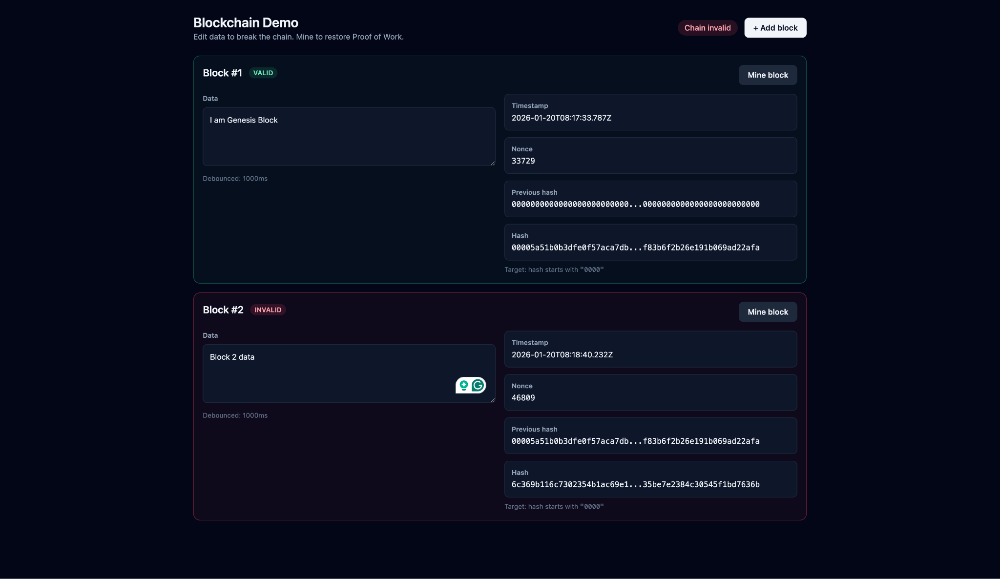 Blockchain Demo
Edit data to break the chain. Mine to restore Proof of Work.
Chain invalid
+ Add block
Block #1
VALID
Mine block
Data
I am Genesis Block
Debounced: 1000ms
Timestamp
2026-01-20T08:17:33.787Z
Nonce
33729
Previous hash
0000000000000000000000000...0000000000000000000000000
Hash
00005a51b0b3dfe0f57aca7db...f83b6f2b26e191b069ad22afa
Target: hash starts with "0000"
Block #2
INVALID
Mine block
Data
Block 2 data
Debounced: 1000ms
Timestamp
2026-01-20T08:18:40.232Z
Nonce
46809
Previous hash
00005a51b0b3dfe0f57aca7db...f83b6f2b26e191b069ad22afa
Hash
6c369b116c7302354b1ac69e1...35be7e2384c30545f1bd7636b
Target: hash starts with "0000"